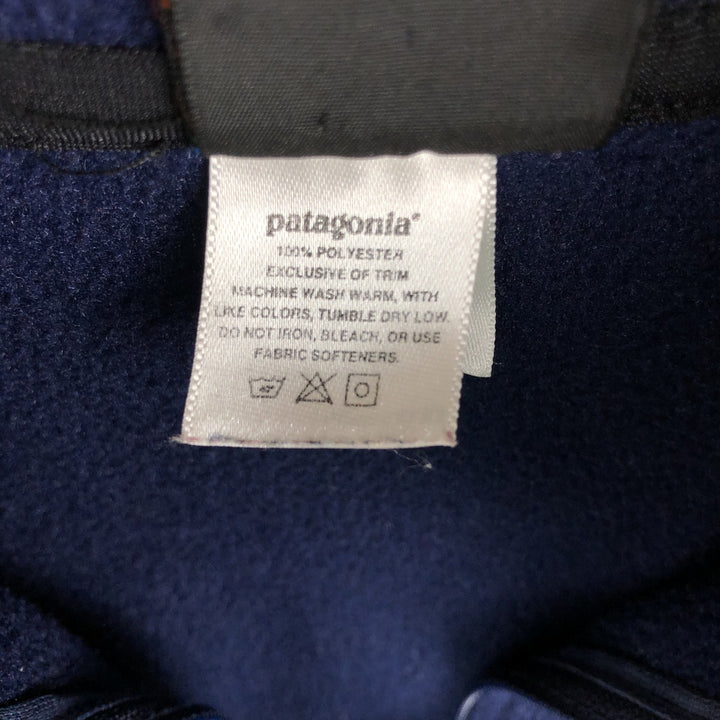 patagonia®
100% POLYESTER
EXCLUSIVE OF TRIM
MACHINE WASH WARM, WITH
LIKE COLORS, TUMBLE DRY LOW.
DO NOT IRON, BLEACH, OR USE
FABRIC SOFTENERS.